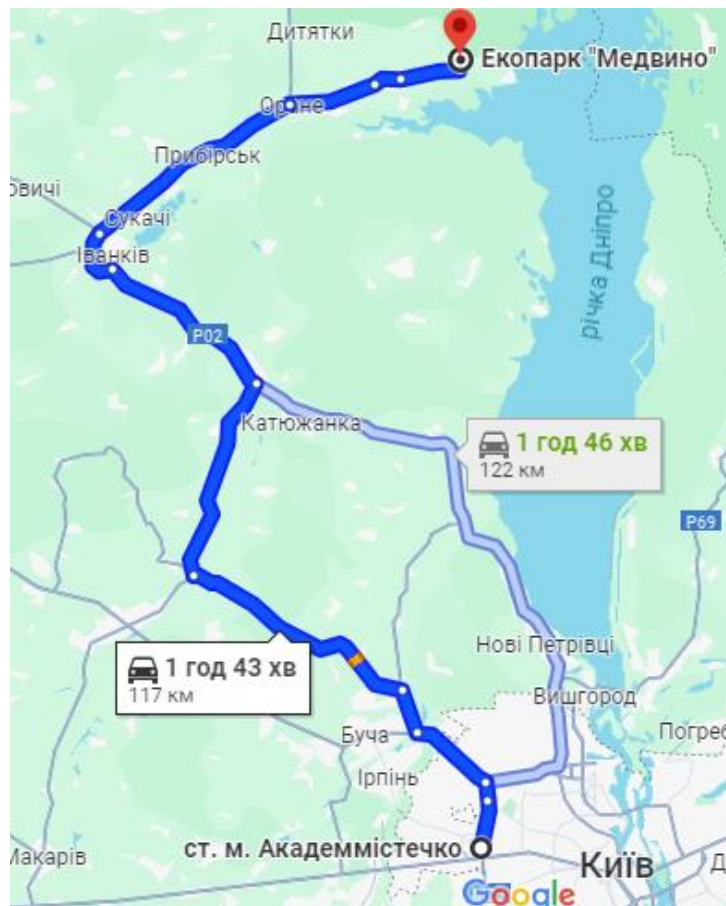 Дитятки
Екопарк "Медвино"
Оране
Прибірськ
овичі
Сукачі
Іванків
річка Дніпро
P02
Катюжанка
1 год 46 хв
122 км
P69
1 год 43 хв
117 км
Нові Петрівці
Вишгород
Погреб
Буча
Ірпінь
Макарів
ст. м. Академмістечко
Київ
Д
Google